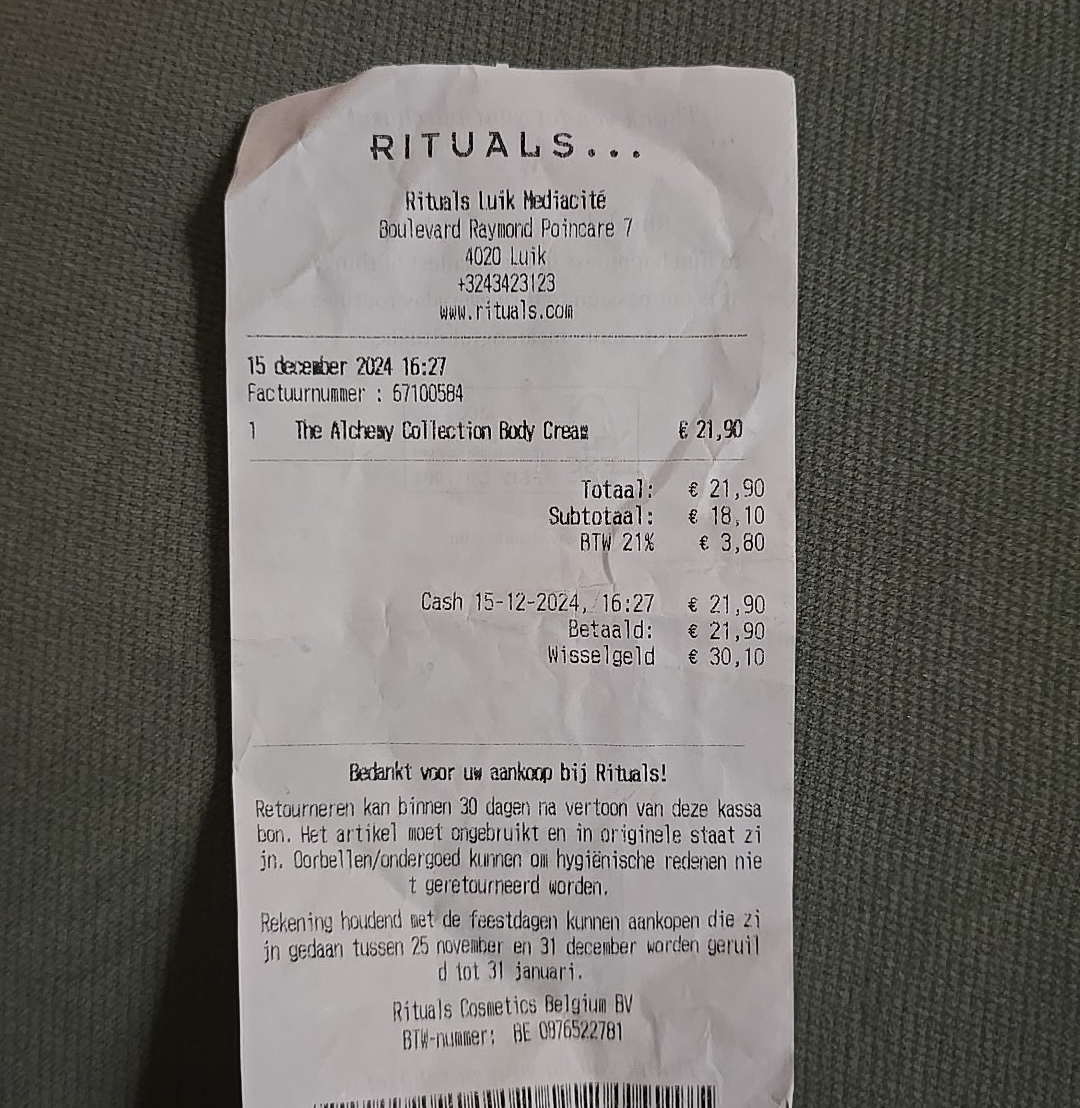 RITUALS...
Rituals Luik Mediacité
Boulevard Raymond Poincare 7
4020 Luik
+3243423123
www.rituals.com
15 december 2024 16:27
Factuurnummer : 67100584
1 The Alchemy Collection Body Cream € 21,90
Totaal: € 21,90
Subtotaal: € 18,10
BTW 21% € 3,80
Cash 15-12-2024, 16:27 € 21,90
Betaald: € 21,90
Wisselgeld € 30,10
Bedankt voor uw aankoop bij Rituals!
Retourneren kan binnen 30 dagen na vertoon van deze kassa
bon. Het artikel moet ongebruikt en in originele staat zi
jn. Oorbellen/ondergoed kunnen om hygiënische redenen nie
t geretourneerd worden.
Rekening houdend met de feestdagen kunnen aankopen die zi
jn gedaan tussen 25 november en 31 december worden geruil
d tot 31 januari.
Rituals Cosmetics Belgium BV
BTW-nummer: BE 0876522781